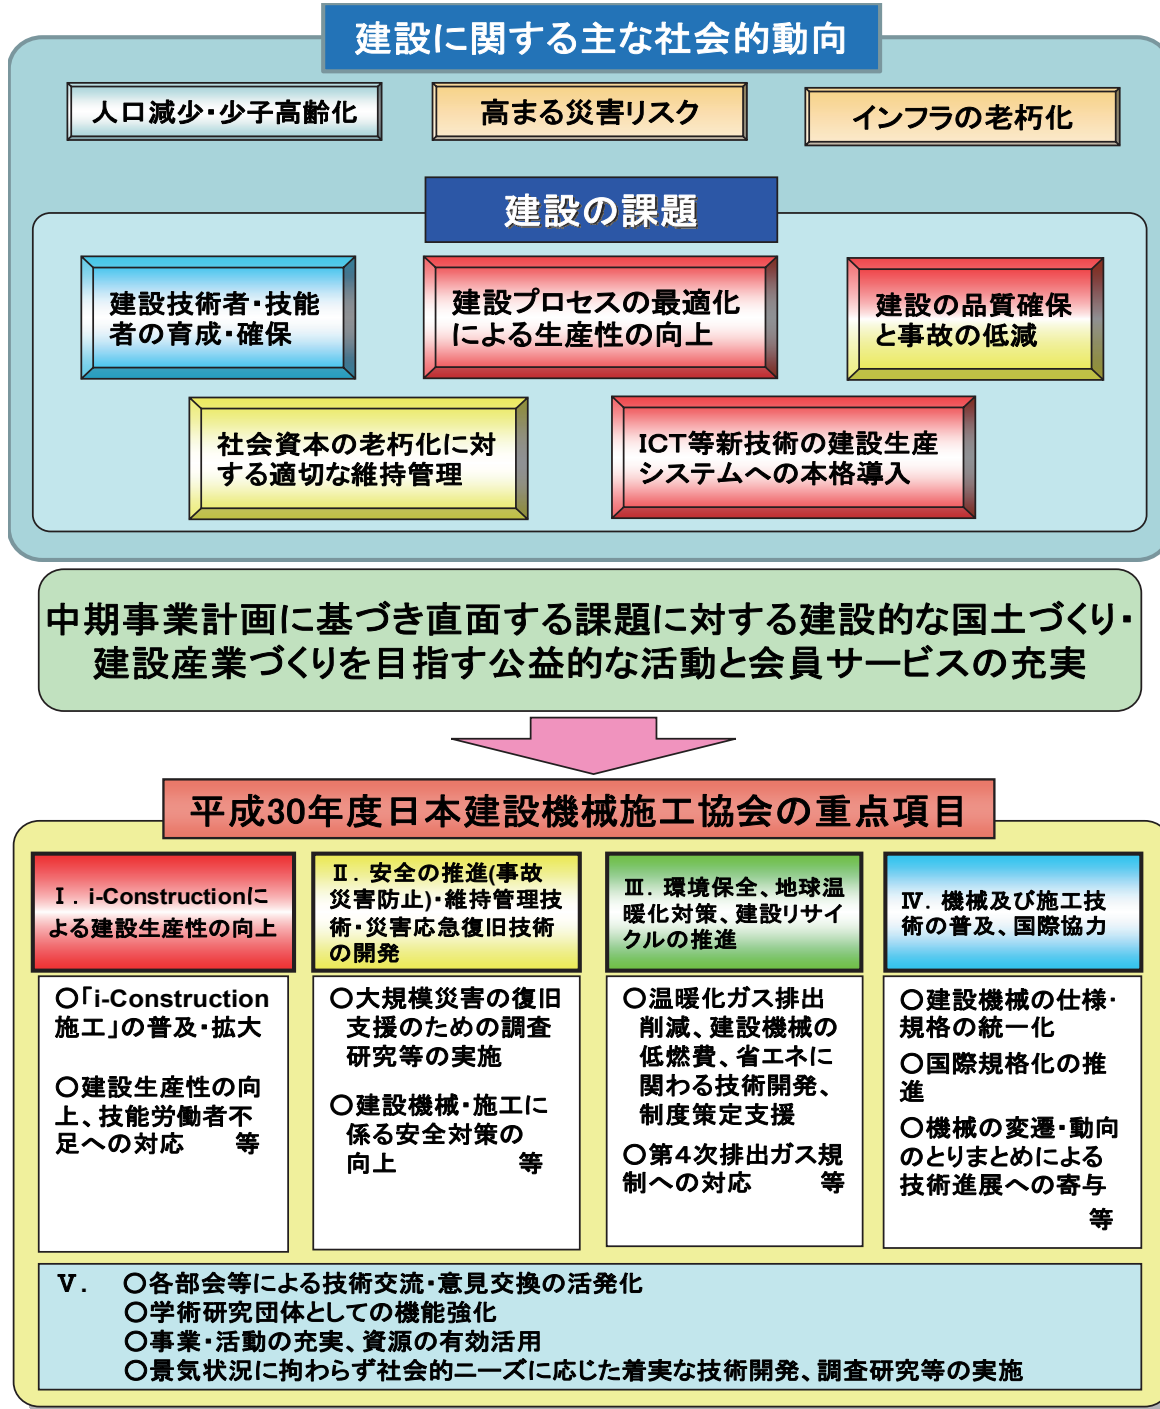 建設に関する主な社会的動向
人口減少・少子高齢化
高まる災害リスク
インフラの老朽化
建設の課題
建設技術者・技能
者の育成・確保
建設プロセスの最適化
による生産性の向上
建設の品質確保
と事故の低減
社会資本の老朽化に対
する適切な維持管理
ICT等新技術の建設生産
システムへの本格導入
中期事業計画に基づき直面する課題に対する建設的な国土づくり・
建設産業づくりを目指す公益的な活動と会員サービスの充実
平成30年度日本建設機械施工協会の重点項目
Ⅰ．i-Constructionに
よる建設生産性の向上
○「i-Construction
施工」の普及・拡大
○建設生産性の向
上、技能労働者不
足への対応　等
Ⅱ．安全の推進(事故
災害防止)・維持管理技
術・災害応急復旧技術
の開発
○大規模災害の復旧
支援のための調査
研究等の実施
○建設機械・施工に
係る安全対策の
向上　等
Ⅲ．環境保全、地球温
暖化対策、建設リサイ
クルの推進
○温暖化ガス排出
削減、建設機械の
低燃費、省エネに
関わる技術開発、
制度策定支援
○第４次排出ガス規
制への対応　等
Ⅳ．機械及び施工技
術の普及、国際協力
○建設機械の仕様・
規格の統一化
○国際規格化の推
進
○機械の変遷・動向
のとりまとめによる
技術進展への寄与
等
Ⅴ．　○各部会等による技術交流・意見交換の活発化
○学術研究団体としての機能強化
○事業・活動の充実、資源の有効活用
○景気状況に拘わらず社会的ニーズに応じた着実な技術開発、調査研究等の実施